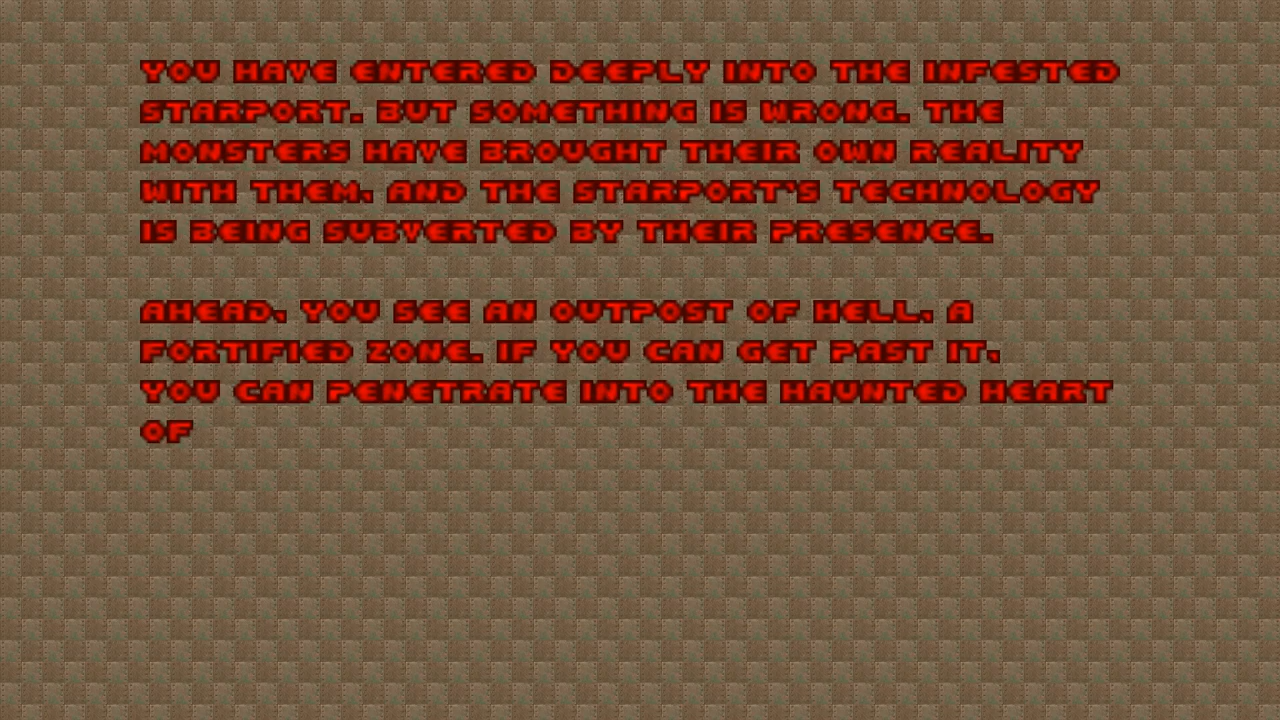 YOU HAVE ENTERED DEEPLY INTO THE INFESTED
STARPORT. BUT SOMETHING IS WRONG. THE
MONSTERS HAVE BROUGHT THEIR OWN REALITY
WITH THEM, AND THE STARPORT'S TECHNOLOGY
IS BEING SUBVERTED BY THEIR PRESENCE.
AHEAD, YOU SEE AN OUTPOST OF HELL, A
FORTIFIED ZONE. IF YOU CAN GET PAST IT,
YOU CAN PENETRATE INTO THE HAUNTED HEART
OF